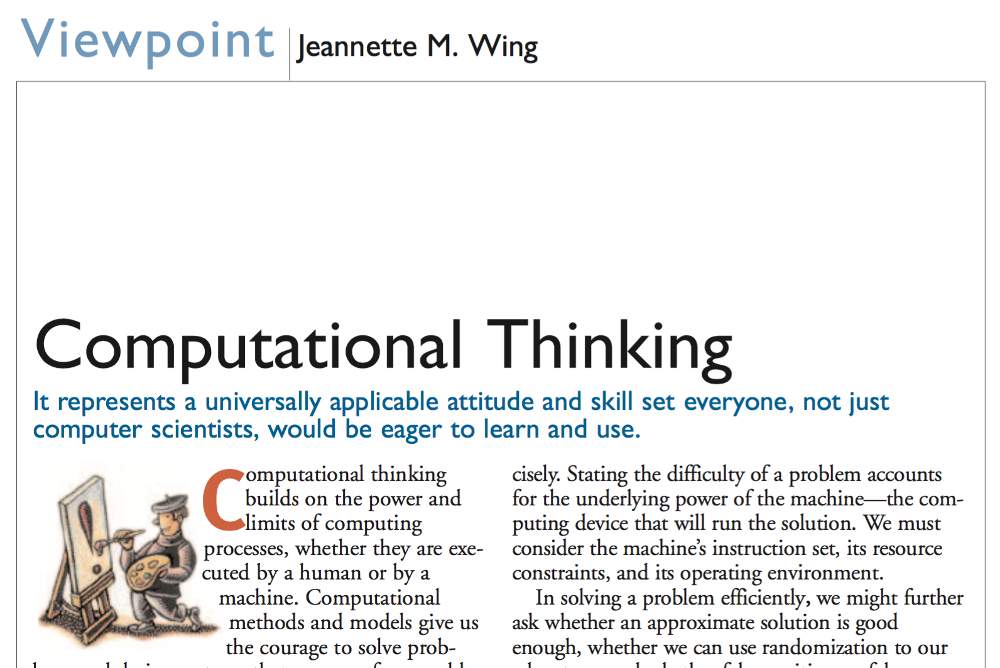 Viewpoint
Jeannette M. Wing
Computational Thinking
It represents a universally applicable attitude and skill set everyone, not just
computer scientists, would be eager to learn and use.
Computational thinking
builds on the power and
limits of computing
processes, whether they are exe-
cuted by a human or by a
machine. Computational
methods and models give us
the courage to solve prob-
cisely. Stating the difficulty of a problem accounts
for the underlying power of the machine—the com-
puting device that will run the solution. We must
consider the machine’s instruction set, its resource
constraints, and its operating environment.
In solving a problem efficiently, we might further
ask whether an approximate solution is good
enough, whether we can use randomization to our